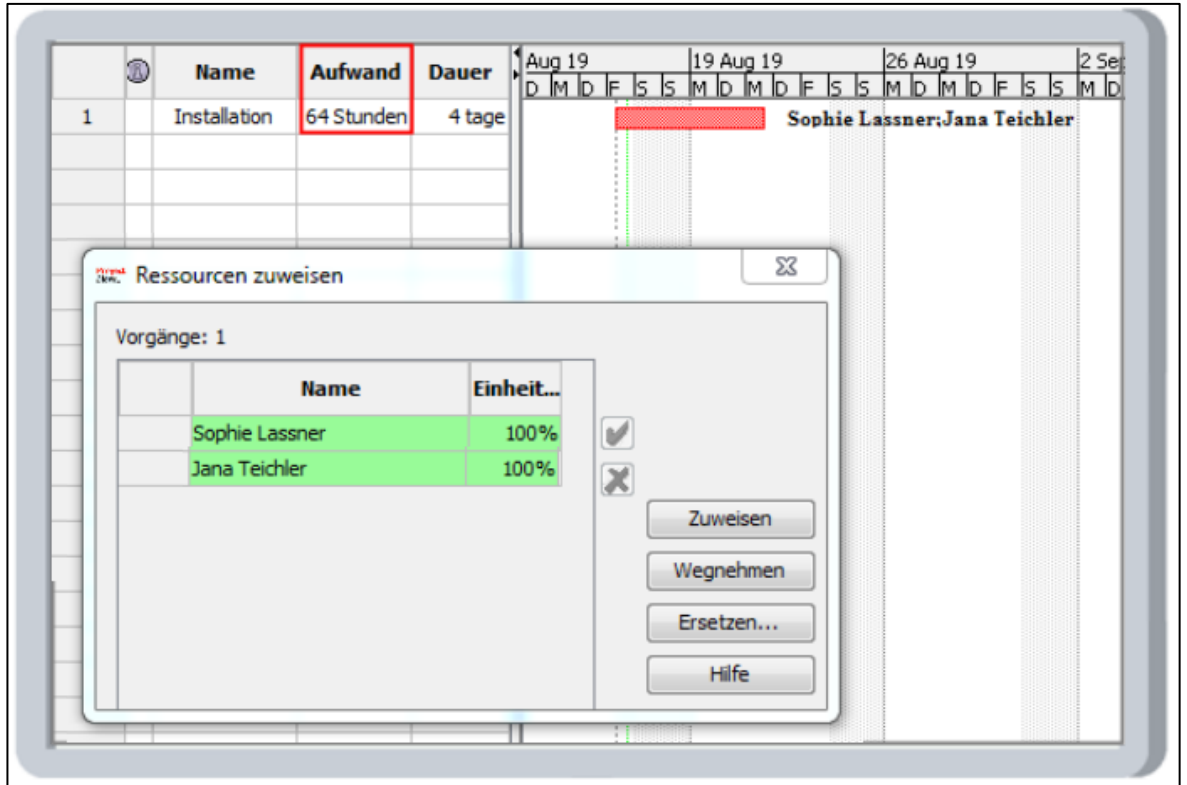 Name Aufwand Dauer Aug 19 19 Aug 19 26 Aug 19 2 Sep
D M D F S S M D M D F S S M D M D F S S M D
1 Installation 64 Stunden 4 tage Sophie Lassner;Jana Teichler
Ressourcen zuweisen
Vorgänge: 1
Name Einheit...
Sophie Lassner 100%
Jana Teichler 100%
Zuweisen
Wegnehmen
Ersetzen...
Hilfe